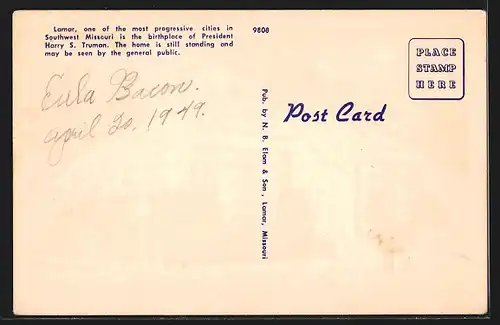 Lamar, one of the most progressive cities in
Southwest Missouri is the birthplace of President
Harry S. Truman. The home is still standing and
may be seen by the general public.
9808
Eula Bacon.
april 20, 1949.
Pub. by N. B. Elam & Son, Lamar, Missouri
Post Card
PLACE
STAMP
HERE